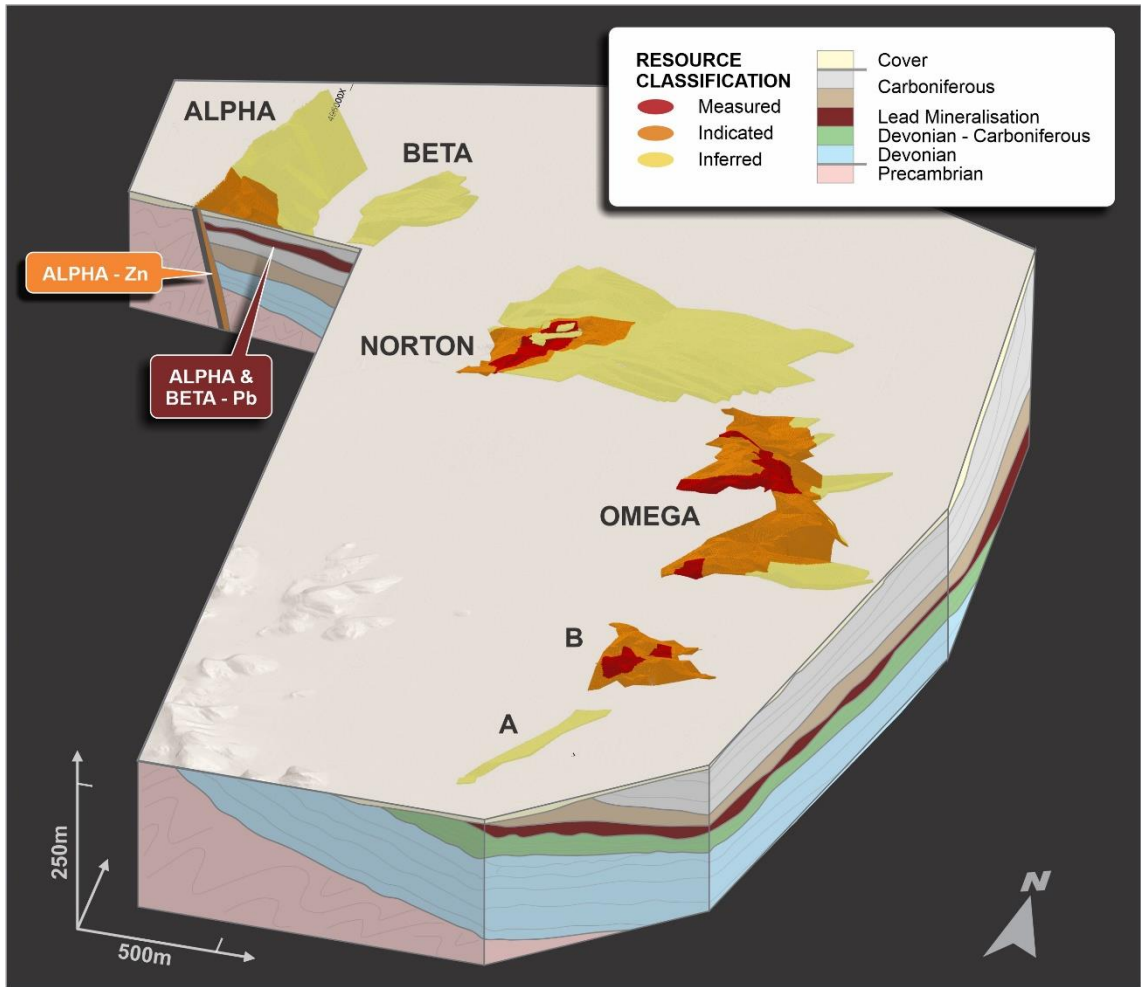 RESOURCE
CLASSIFICATION
Measured
Indicated
Inferred
Cover
Carboniferous
Lead Mineralisation
Devonian - Carboniferous
Devonian
Precambrian
ALPHA
BETA
ALPHA - Zn
ALPHA &
BETA - Pb
NORTON
OMEGA
B
A
250m
500m
N